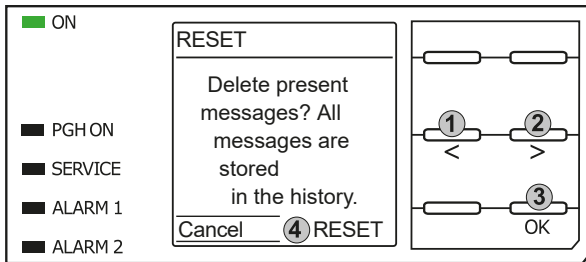 ON
PGH ON
SERVICE
ALARM 1
ALARM 2
RESET
Delete present
messages? All
messages are
stored
in the history.
Cancel 4 RESET
1 2
< >
3
OK